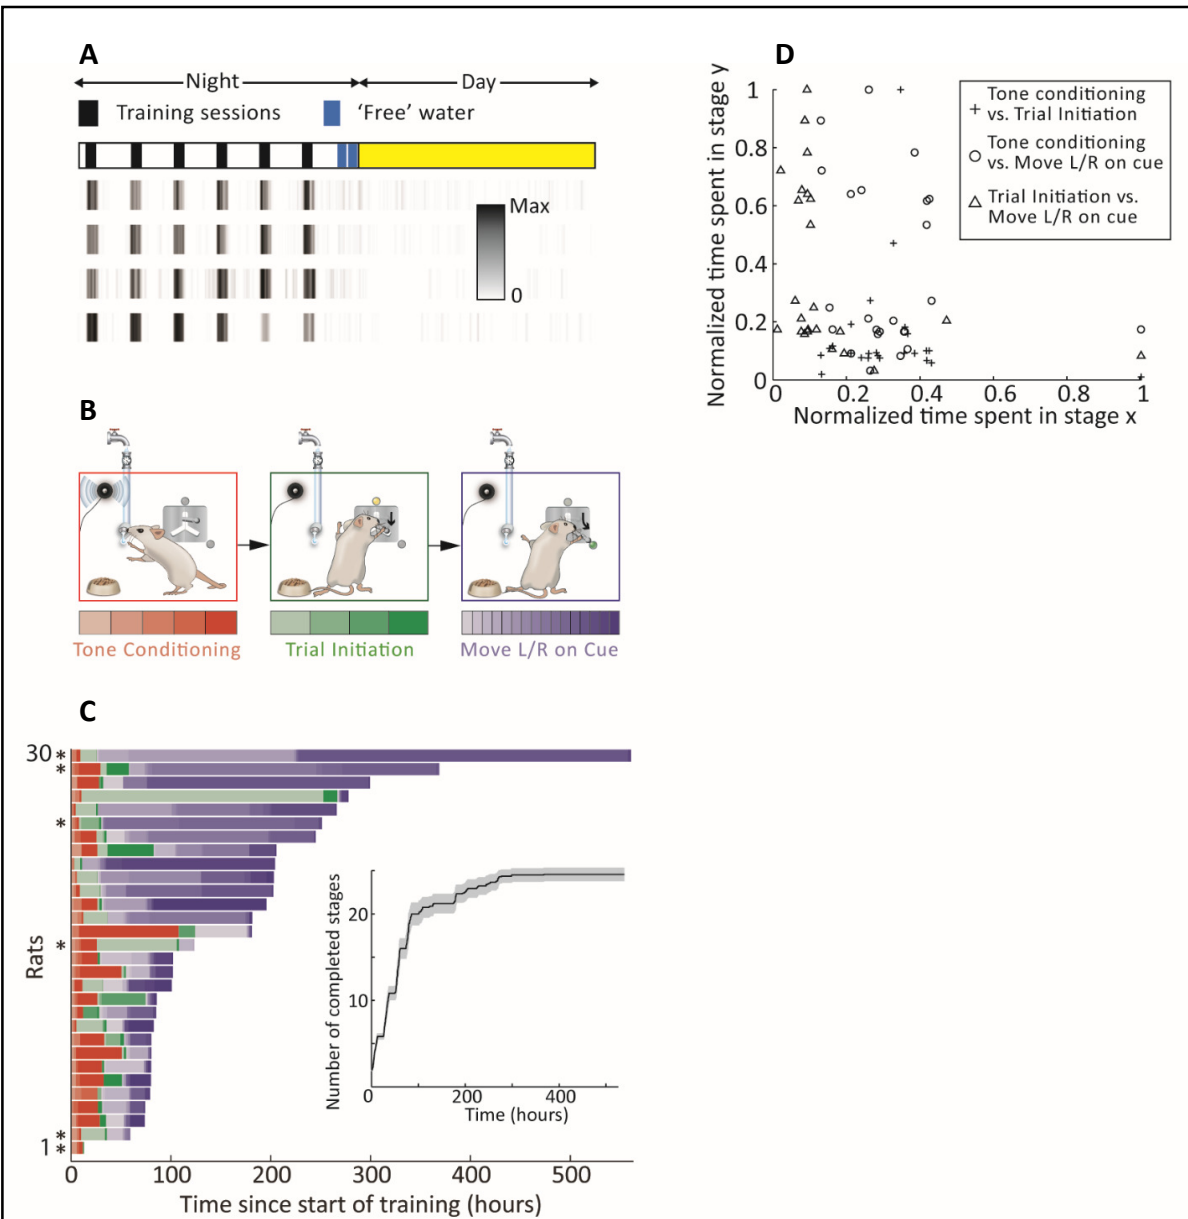 A
Night
Day
Training sessions
'Free' water
Max
0
B
Tone Conditioning
Trial Initiation
Move L/R on Cue
C
30
*
*
*
*
*
1 *
Rats
0
100
200
300
400
500
Time since start of training (hours)
Number of completed stages
20
10
0
200
400
Time (hours)
D
Normalized time spent in stage y
1
0.8
0.6
0.4
0.2
0
0
0.2
0.4
0.6
0.8
1
Normalized time spent in stage x
Tone conditioning
vs. Trial Initiation
Tone conditioning
vs. Move L/R on cue
Trial Initiation vs.
Move L/R on cue